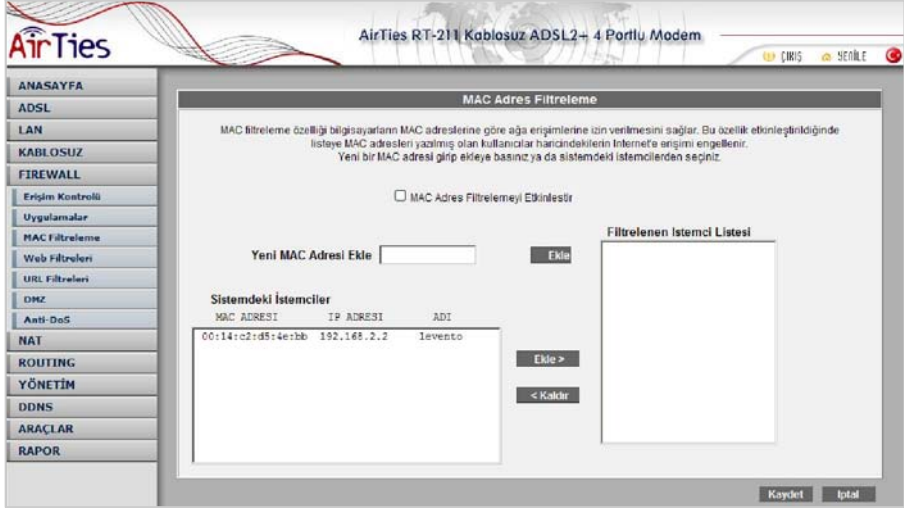 AirTies
AirTies RT-211 Kablosuz ADSL2+ 4 Portlu Modem
ÇIKIŞ YENİLE
ANASAYFA
ADSL
LAN
KABLOSUZ
FIREWALL
Erişim Kontrolü
Uygulamalar
MAC Filtreleme
Web Filtreleri
URL Filtreleri
DMZ
Anti-DoS
NAT
ROUTING
YÖNETİM
DDNS
ARAÇLAR
RAPOR
MAC Adres Filtreleme
MAC filtreleme özelliği bilgisayarların MAC adreslerine göre ağa erişimlerine izin verilmesini sağlar. Bu özellik etkinleştirildiğinde
listeye MAC adresleri yazılmış olan kullanıcılar haricindekilerin Internet'e erişimi engellenir.
Yeni bir MAC adresi girip ekleye basınız ya da sistemdeki istemcilerden seçiniz.
MAC Adres Filtrelemeyi Etkinleştir
Yeni MAC Adresi Ekle Ekle
Sistemdeki İstemciler
MAC ADRESI IP ADRESI ADI
00:14:c2:d5:4e:bb 192.168.2.2 levento
Ekle >
< Kaldır
Filtrelenen Istemci Listesi
Kaydet Iptal